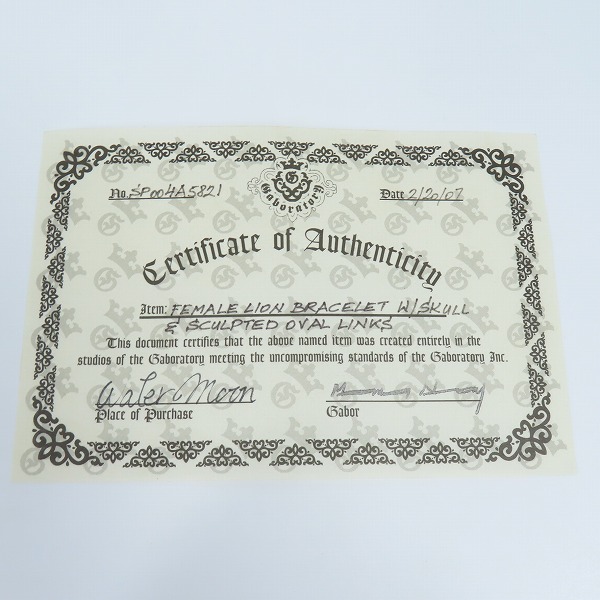 G
Gaboratory
No. SP004A5821
Date 2/20/07
Certificate of Authenticity
Item: FEMALE LION BRACELET W/SKULL
& SCULPTED OVAL LINKS
This document certifies that the above named item was created entirely in the
studios of the Gaboratory meeting the uncompromising standards of the Gaboratory Inc.
Water Moon
Place of Purchase
Gabor